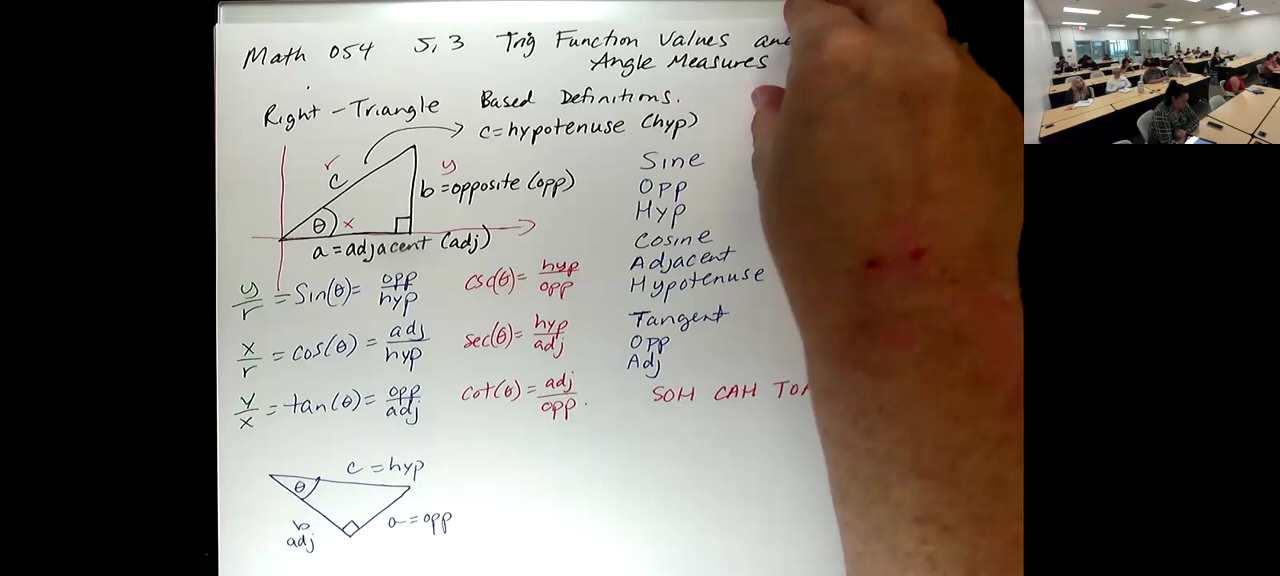 Math 054 5.3 Trig Function Values and
Angle Measures
Right-Triangle Based Definitions.
c=hypotenuse (hyp)
r
c
y
b=opposite (opp)
θ
x
a=adjacent (adj)
y/r = Sin(θ)= opp/hyp
csc(θ)= hyp/opp
x/r = cos(θ) = adj/hyp
sec(θ)= hyp/adj
y/x = tan(θ)= opp/adj
cot(θ)= adj/opp.
Sine
Opp
Hyp
Cosine
Adjacent
Hypotenuse
Tangent
Opp
Adj
SOH CAH TO
c = hyp
θ
b
adj
a = opp